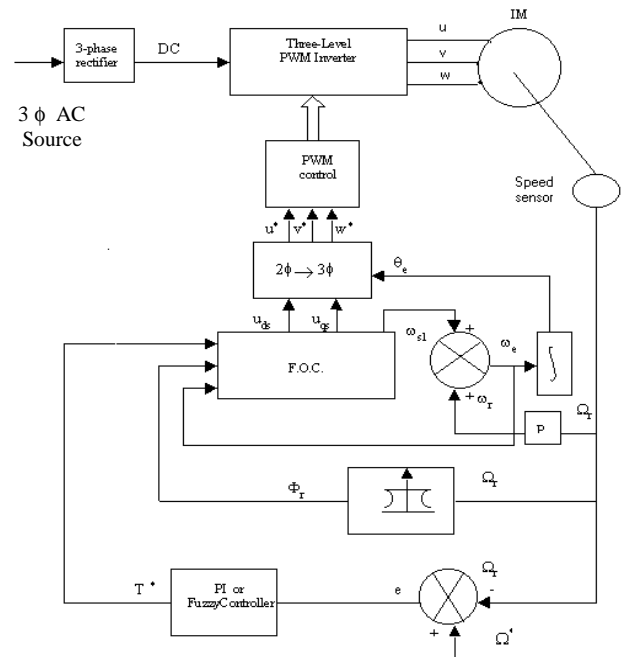 IM
3-phase
rectifier
DC
Three-Level
PWM Inverter
u
v
w
3 ϕ AC
Source
PWM
control
Speed
sensor
u* v* w*
2ϕ → 3ϕ
θe
uds
uqs
ωsl
+
ωe
∫
F.O.C.
+
ωr
P
Ωr
Φr
Ωr
T*
PI or
FuzzyController
e
Ωr
-
+
Ω*